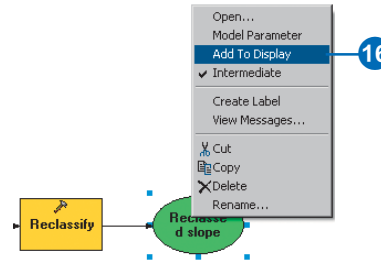 Open...
Model Parameter
Add To Display
16
Intermediate
Create Label
View Messages...
Cut
Copy
Delete
Rename...
Reclassify
Reclasse
d slope